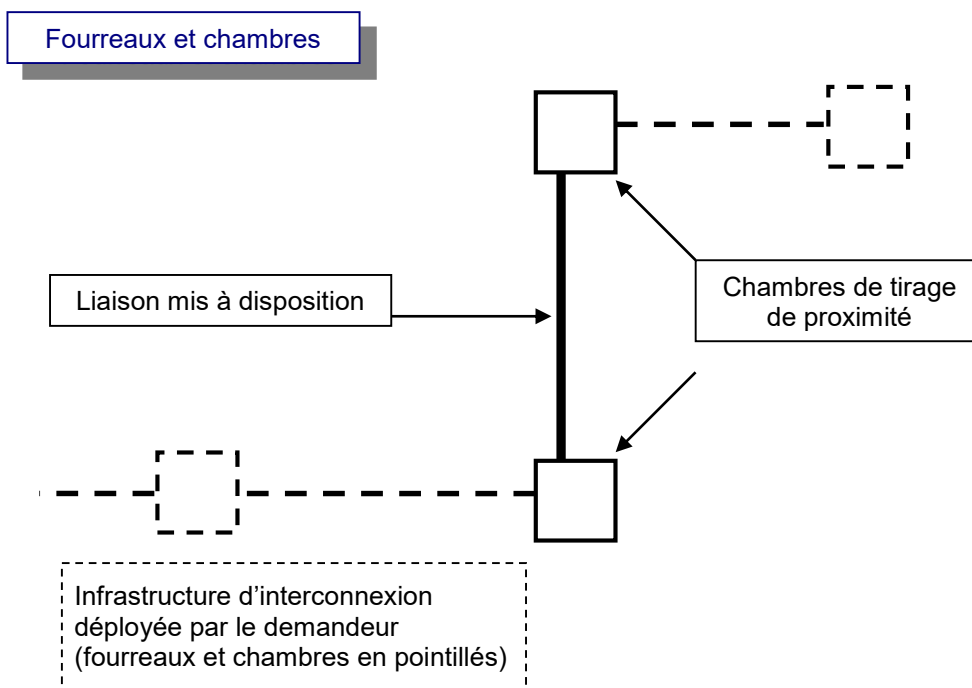 Fourreaux et chambres
Liaison mis à disposition
Chambres de tirage
de proximité
Infrastructure d’interconnexion
déployée par le demandeur
(fourreaux et chambres en pointillés)